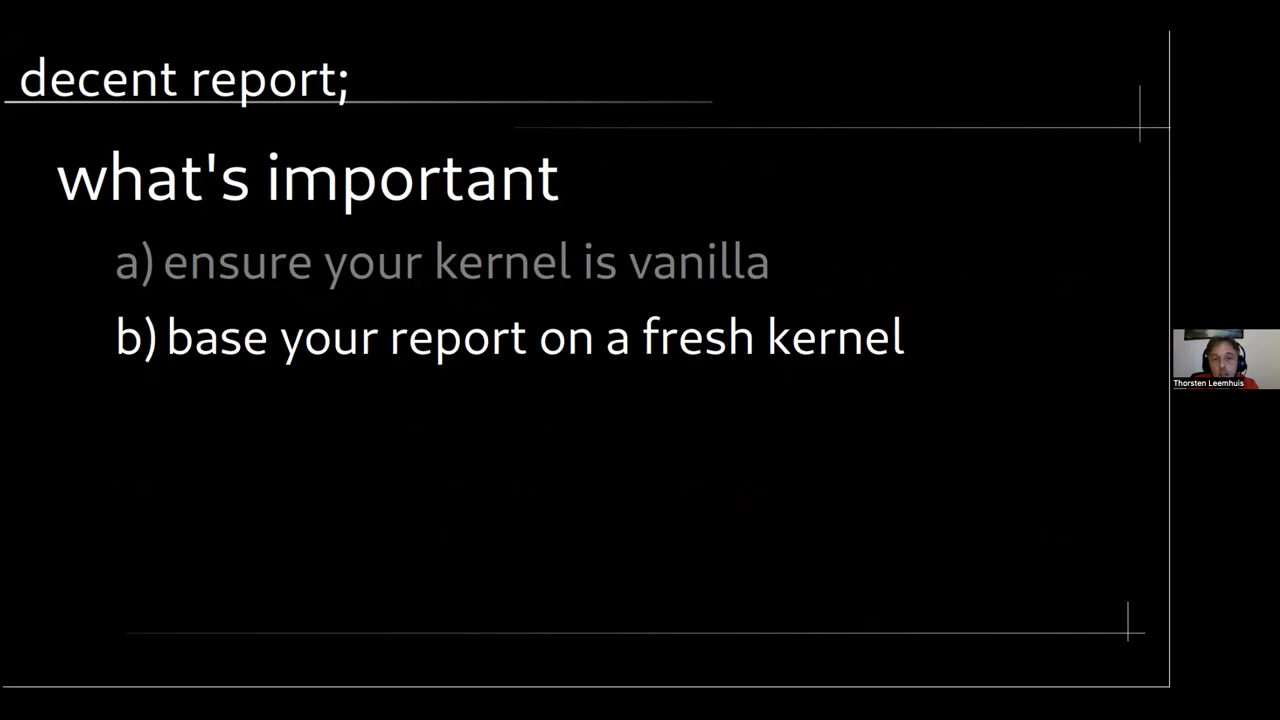 decent report;
what's important
a) ensure your kernel is vanilla
b) base your report on a fresh kernel
Thorsten Leemhuis